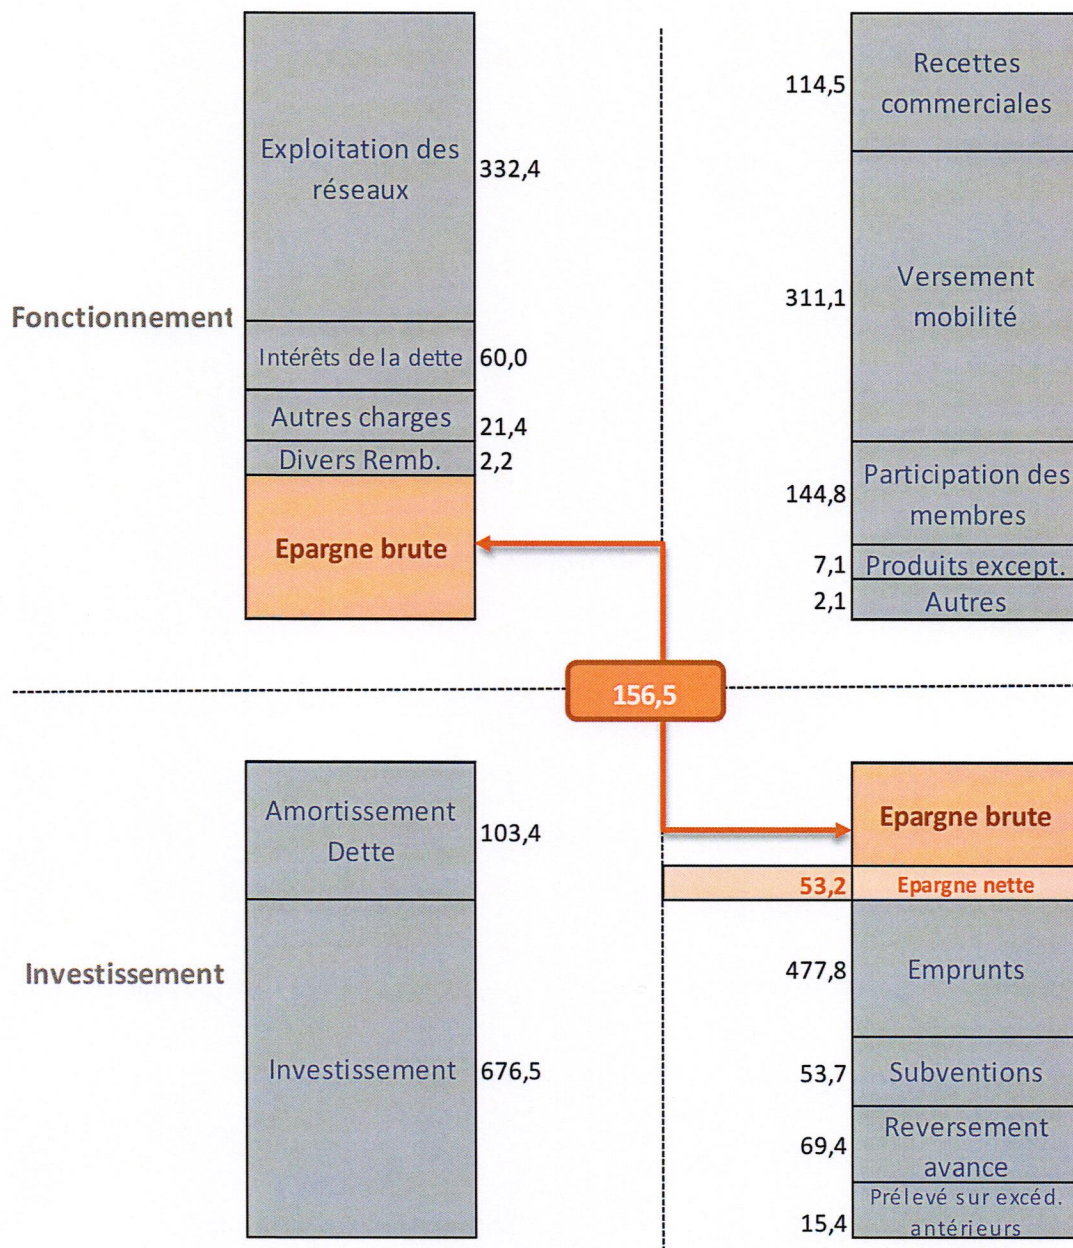 Exploitation des
réseaux
332,4
Fonctionnement
Intérêts de la dette
60,0
Autres charges
21,4
Divers Remb.
2,2
Epargne brute
114,5
Recettes
commerciales
311,1
Versement
mobilité
144,8
Participation des
membres
7,1
Produits except.
2,1
Autres
156,5
Amortissement
Dette
103,4
Investissement
Investissement
676,5
Epargne brute
53,2
Epargne nette
477,8
Emprunts
53,7
Subventions
69,4
Reversement
avance
15,4
Prélevé sur excéd.
antérieurs